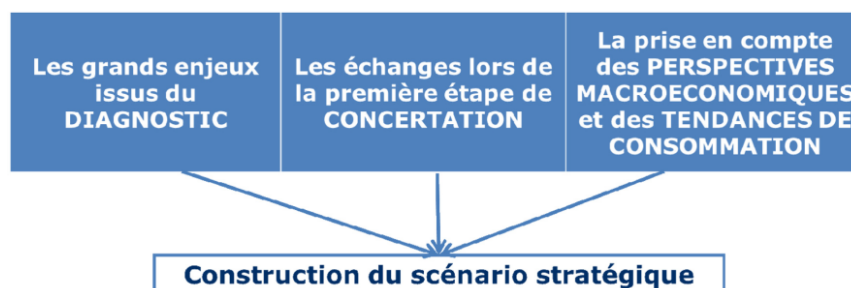 Les grands enjeux
issus du
DIAGNOSTIC
Les échanges lors de
la première étape de
CONCERTATION
La prise en compte
des PERSPECTIVES
MACROECONOMIQUES
et des TENDANCES DE
CONSOMMATION
Construction du scénario stratégique